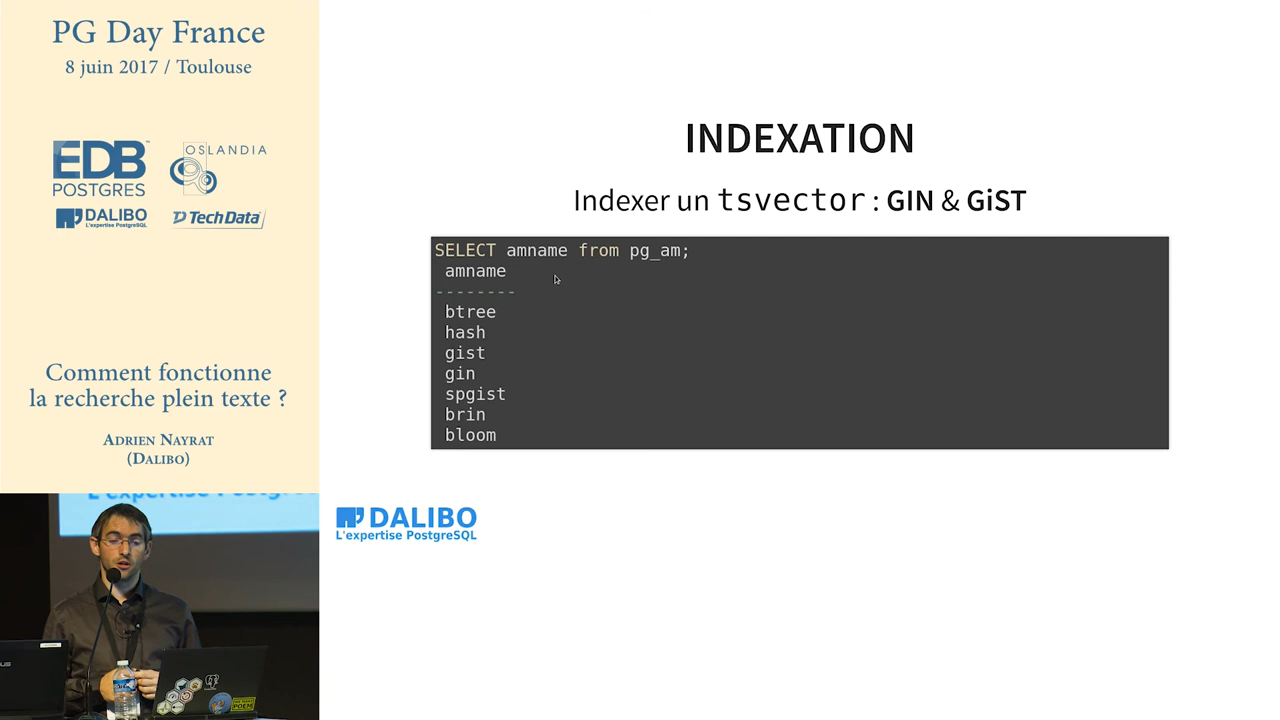 PG Day France
8 juin 2017 / Toulouse
EDB
POSTGRES
OSLANDIA
DALIBO
L'expertise PostgreSQL
Tech Data
Comment fonctionne
la recherche plein texte ?
Adrien Nayrat
(Dalibo)
INDEXATION
Indexer un tsvector : GIN & GiST
SELECT amname from pg_am;
amname
--------
btree
hash
gist
gin
spgist
brin
bloom
DALIBO
L'expertise PostgreSQL